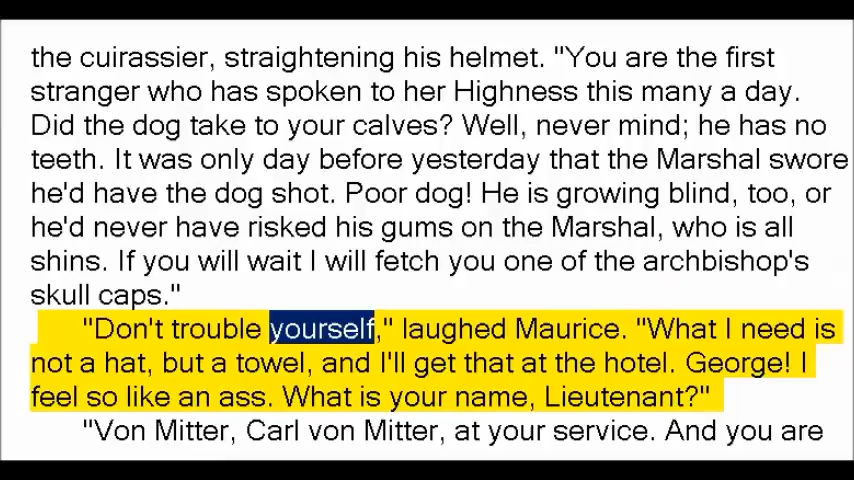 the cuirassier, straightening his helmet. "You are the first
stranger who has spoken to her Highness this many a day.
Did the dog take to your calves? Well, never mind; he has no
teeth. It was only day before yesterday that the Marshal swore
he'd have the dog shot. Poor dog! He is growing blind, too, or
he'd never have risked his gums on the Marshal, who is all
shins. If you will wait I will fetch you one of the archbishop's
skull caps."
"Don't trouble yourself," laughed Maurice. "What I need is
not a hat, but a towel, and I'll get that at the hotel. George! I
feel so like an ass. What is your name, Lieutenant?"
"Von Mitter, Carl von Mitter, at your service. And you are